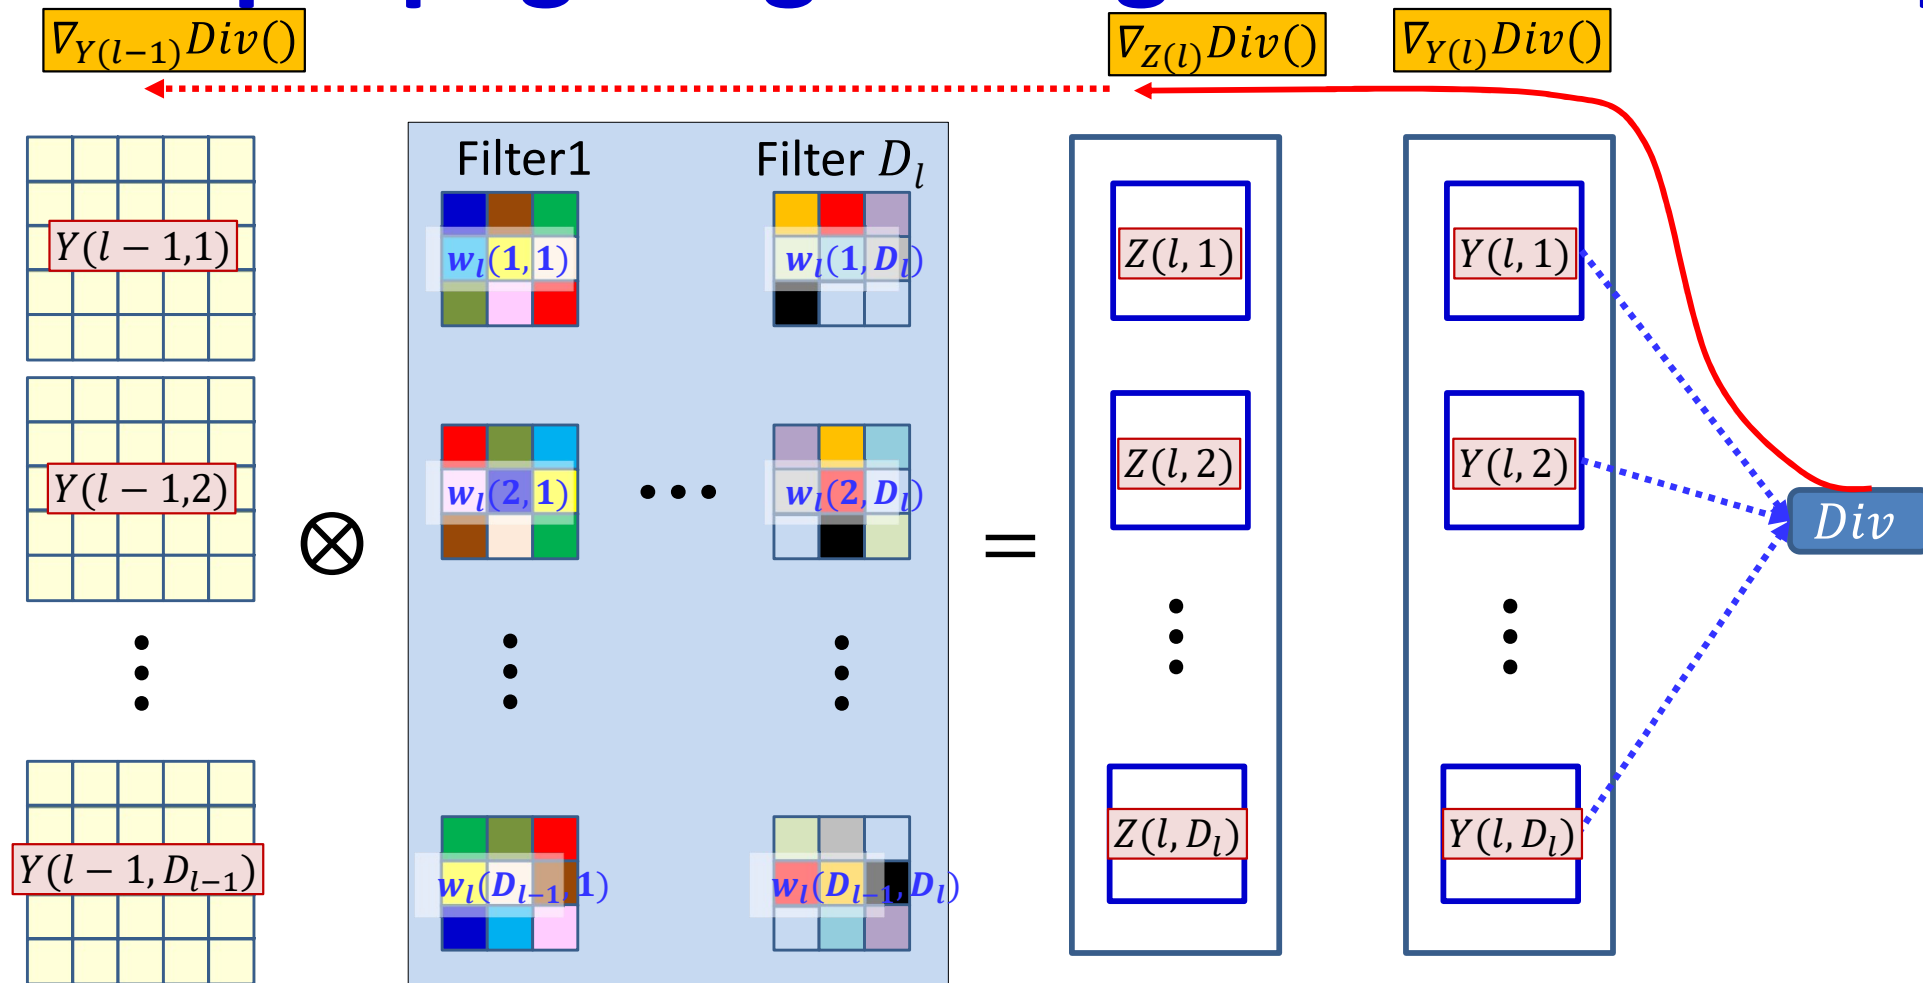 ∇Y(l−1)Div()
∇Z(l)Div()
∇Y(l)Div()
Filter1
Filter Dl
Y(l − 1,1)
wl(1,1)
wl(1,Dl)
Z(l,1)
Y(l,1)
Y(l − 1,2)
wl(2,1)
•••
wl(2,Dl)
Z(l,2)
Y(l,2)
⊗
=
Div
Y(l − 1,Dl−1)
wl(Dl−1,1)
wl(Dl−1,Dl)
Z(l,Dl)
Y(l,Dl)